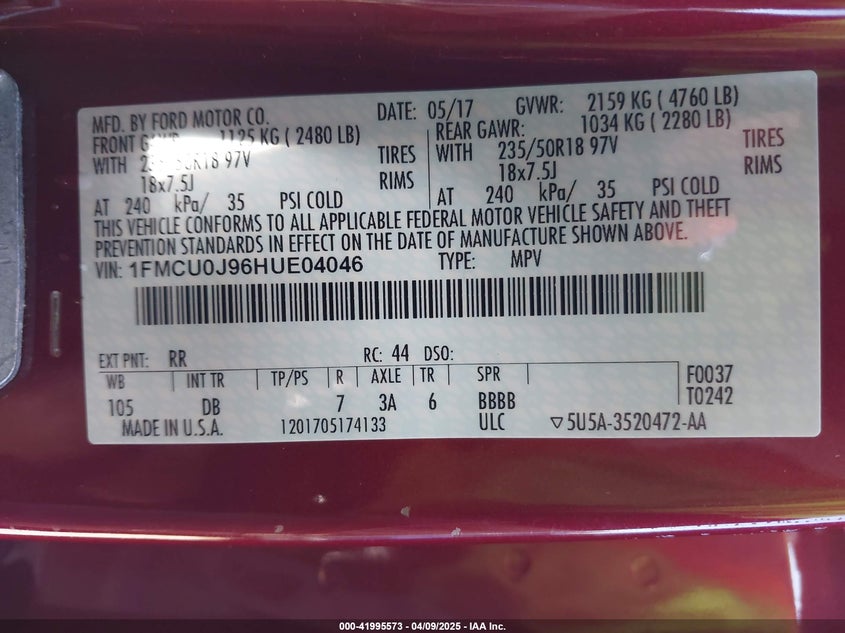 MFD. BY FORD MOTOR CO. DATE: 05/17 GVWR: 2159 KG ( 4760 LB)
FRONT GAWR: 1125 KG ( 2480 LB) REAR GAWR: 1034 KG ( 2280 LB)
WITH 235/50R18 97V TIRES WITH 235/50R18 97V TIRES
18x7.5J RIMS 18x7.5J RIMS
AT 240 kPa/ 35 PSI COLD AT 240 kPa/ 35 PSI COLD
THIS VEHICLE CONFORMS TO ALL APPLICABLE FEDERAL MOTOR VEHICLE SAFETY AND THEFT
PREVENTION STANDARDS IN EFFECT ON THE DATE OF MANUFACTURE SHOWN ABOVE.
VIN: 1FMCU0J96HUE04046 TYPE: MPV
EXT PNT: RR RC: 44 DSO:
WB INT TR TP/PS R AXLE TR SPR F0037
105 DB 7 3A 6 BBBB T0242
MADE IN U.S.A. 1201705174133 ULC ▽5U5A-3520472-AA
000-41995573 - 04/09/2025 - IAA Inc.